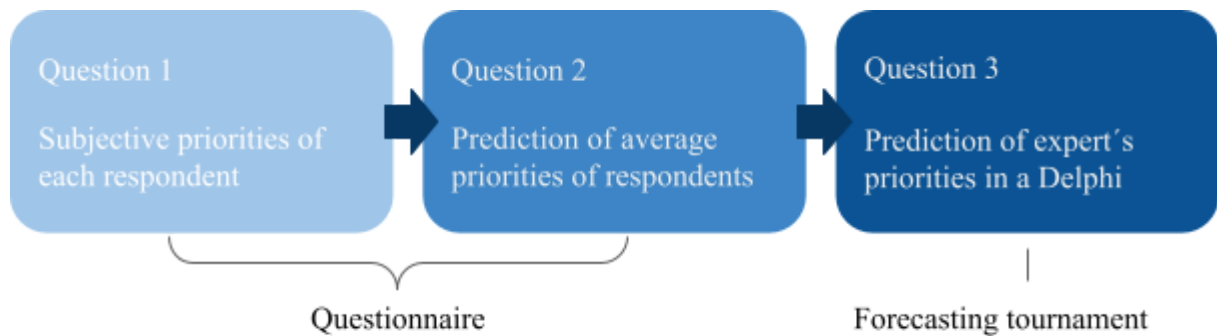 Question 1
Subjective priorities of
each respondent
Question 2
Prediction of average
priorities of respondents
Question 3
Prediction of expert´s
priorities in a Delphi
Questionnaire
Forecasting tournament